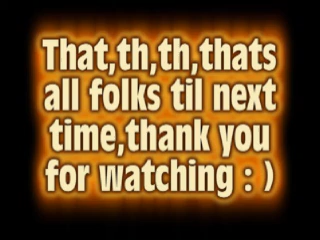 That,th,th,thats
all folks til next
time,thank you
for watching : )